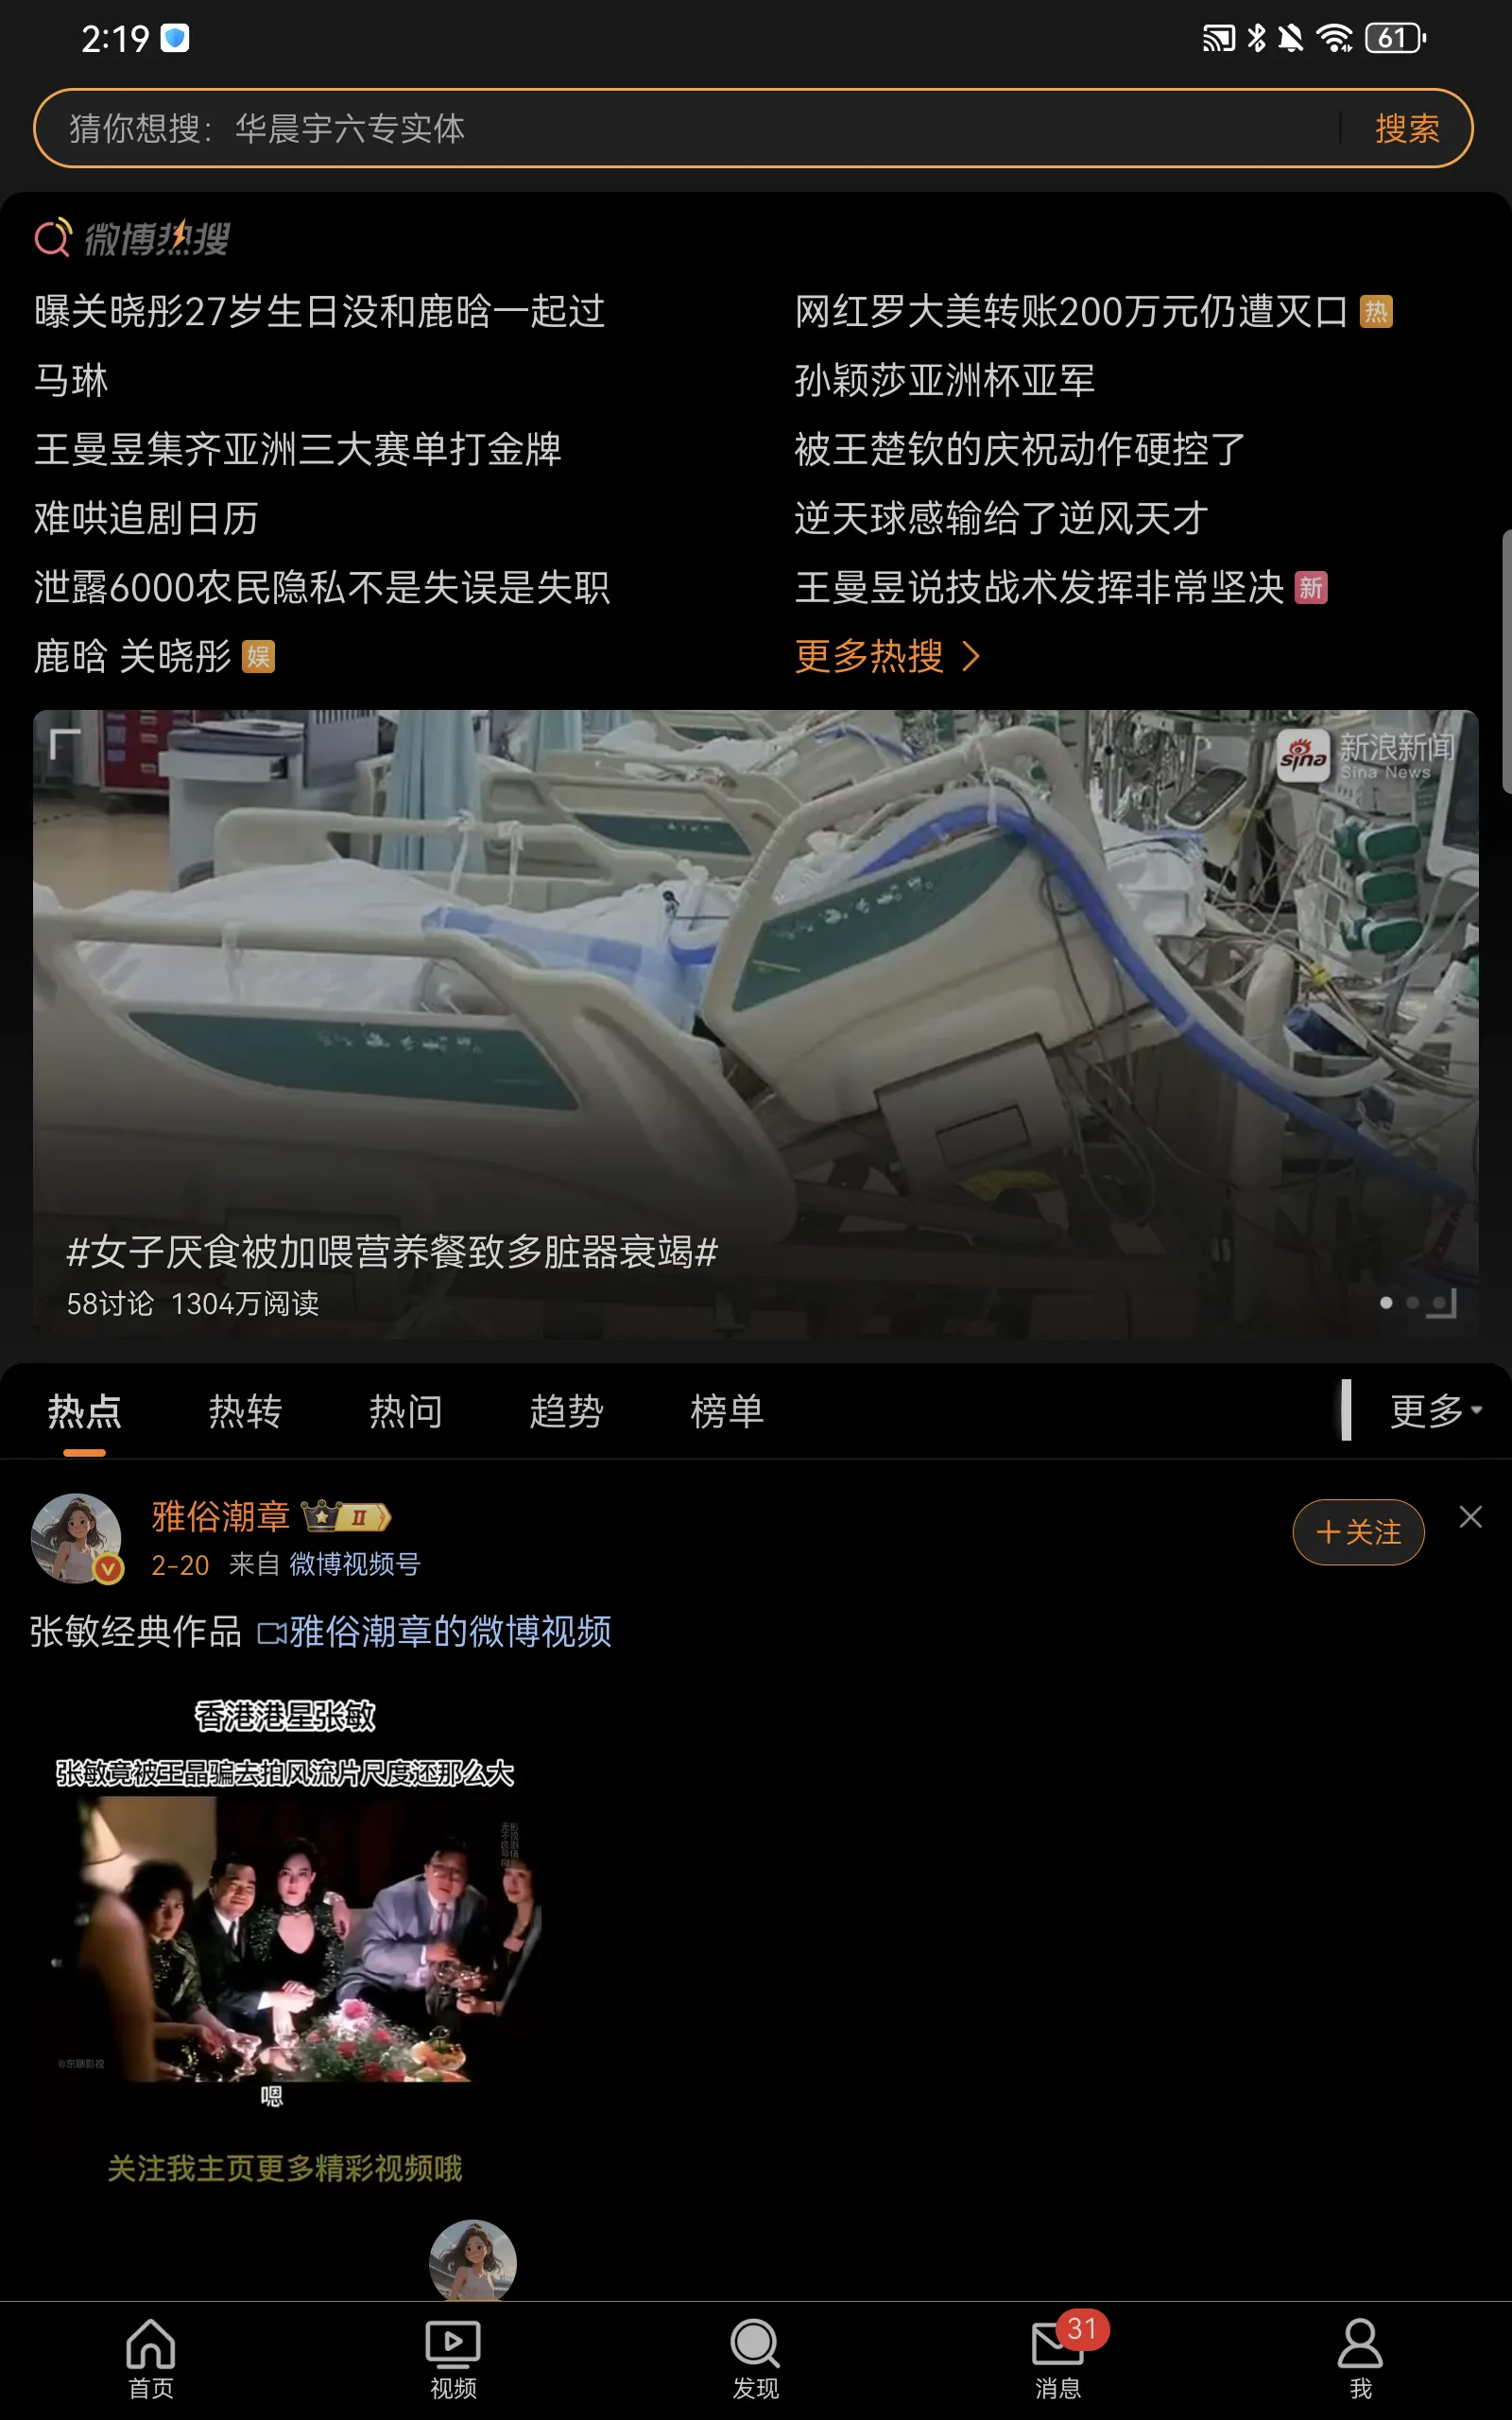 2:19
61
猜你想搜：华晨宇六专实体
搜索
微博热搜
曝关晓彤27岁生日没和鹿晗一起过
网红罗大美转账200万元仍遭灭口 热
马琳
孙颖莎亚洲杯亚军
王曼昱集齐亚洲三大赛单打金牌
被王楚钦的庆祝动作硬控了
难哄追剧日历
逆天球感输给了逆风天才
泄露6000农民隐私不是失误是失职
王曼昱说技战术发挥非常坚决 新
鹿晗 关晓彤 娱
更多热搜
sina 新浪新闻
Sina News
#女子厌食被加喂营养餐致多脏器衰竭#
58讨论 1304万阅读
热点 热转 热问 趋势 榜单 更多
雅俗潮章 II
2-20 来自 微博视频号
+关注
张敏经典作品 雅俗潮章的微博视频
香港港星张敏
张敏竟被王晶骗去拍风流片尺度还那么大
嗯
关注我主页更多精彩视频哦
31
首页 视频 发现 消息 我